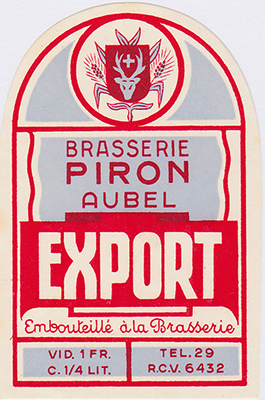 BRASSERIE
PIRON
AUBEL
EXPORT
Embouteillé à la Brasserie
VID. 1 FR.
C. 1/4 LIT.
TEL. 29
R.C.V. 6432